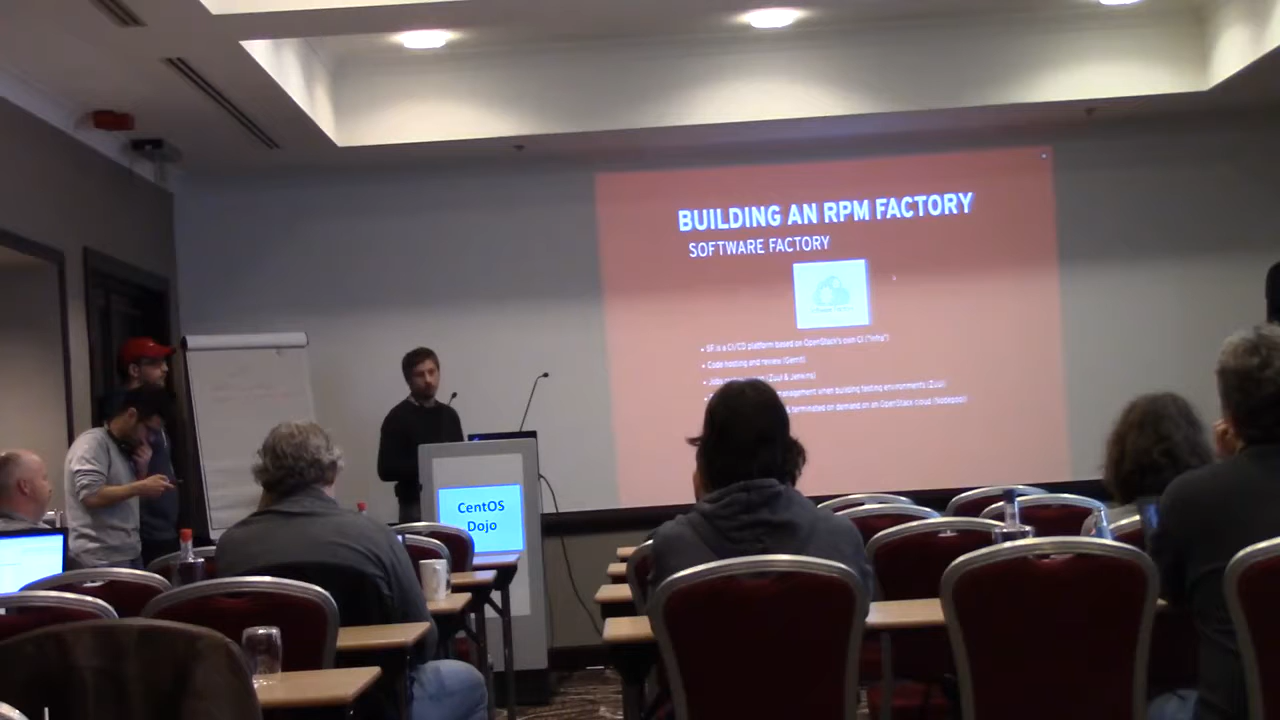 BUILDING AN RPM FACTORY
SOFTWARE FACTORY
• SF is a CI/CD platform based on OpenStack's own CI ("Infra")
• Code hosting and review (Gerrit)
• Jobs (Zuul & Jenkins)
management when building testing environments (Zuul)
terminated on demand on an OpenStack cloud (Nodepool)
CentOS
Dojo